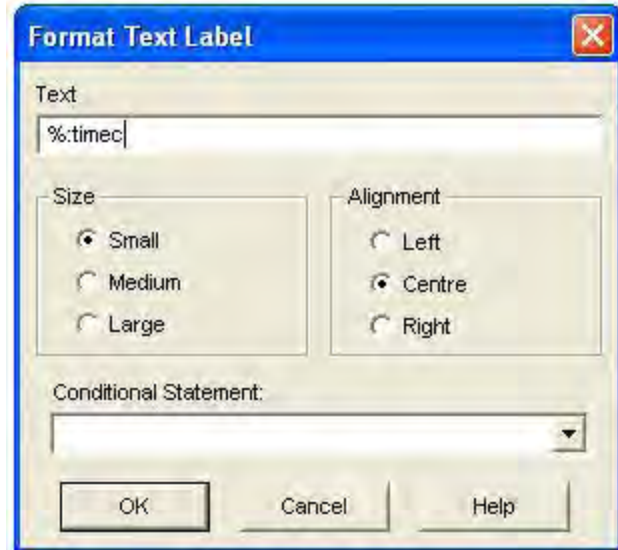 Format Text Label
Text
%:timec
Size
Alignment
Small
Left
Medium
Centre
Large
Right
Conditional Statement:
OK
Cancel
Help